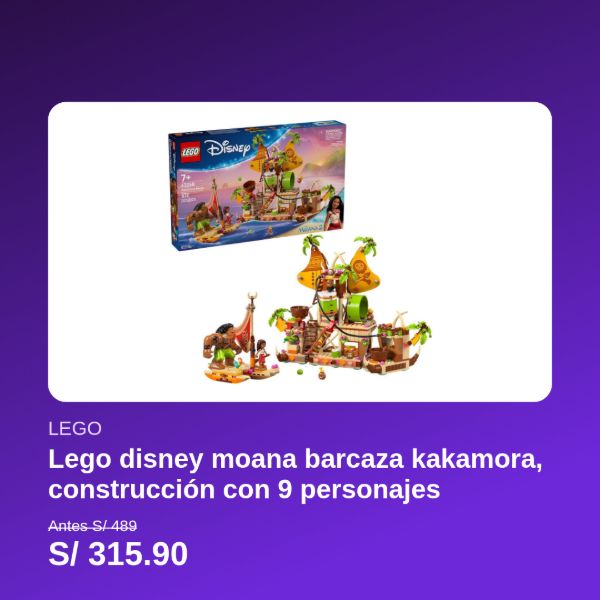 LEGO
Disney
7+
LEGO
Lego disney moana barcaza kakamora,
construcción con 9 personajes
Antes S/ 489
S/ 315.90